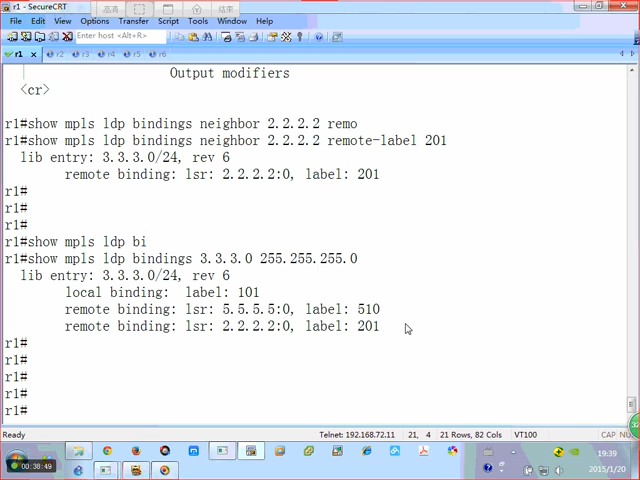 r1 - SecureCRT
高清
结束
File Edit View Options Transfer Script Tools Window Help
Enter host <Alt+R>
r1 r2 r3 r4 r5 r6
Output modifiers
<cr>
r1#show mpls ldp bindings neighbor 2.2.2.2 remo
r1#show mpls ldp bindings neighbor 2.2.2.2 remote-label 201
lib entry: 3.3.3.0/24, rev 6
remote binding: lsr: 2.2.2.2:0, label: 201
r1#
r1#
r1#
r1#show mpls ldp bi
r1#show mpls ldp bindings 3.3.3.0 255.255.255.0
lib entry: 3.3.3.0/24, rev 6
local binding: label: 101
remote binding: lsr: 5.5.5.5:0, label: 510
remote binding: lsr: 2.2.2.2:0, label: 201
r1#
r1#
r1#
r1#
r1#
32
Ready Telnet: 192.168.72.11 21, 4 21 Rows, 82 Cols VT100 CAP NU
00:38:49
19:39
2015/1/20